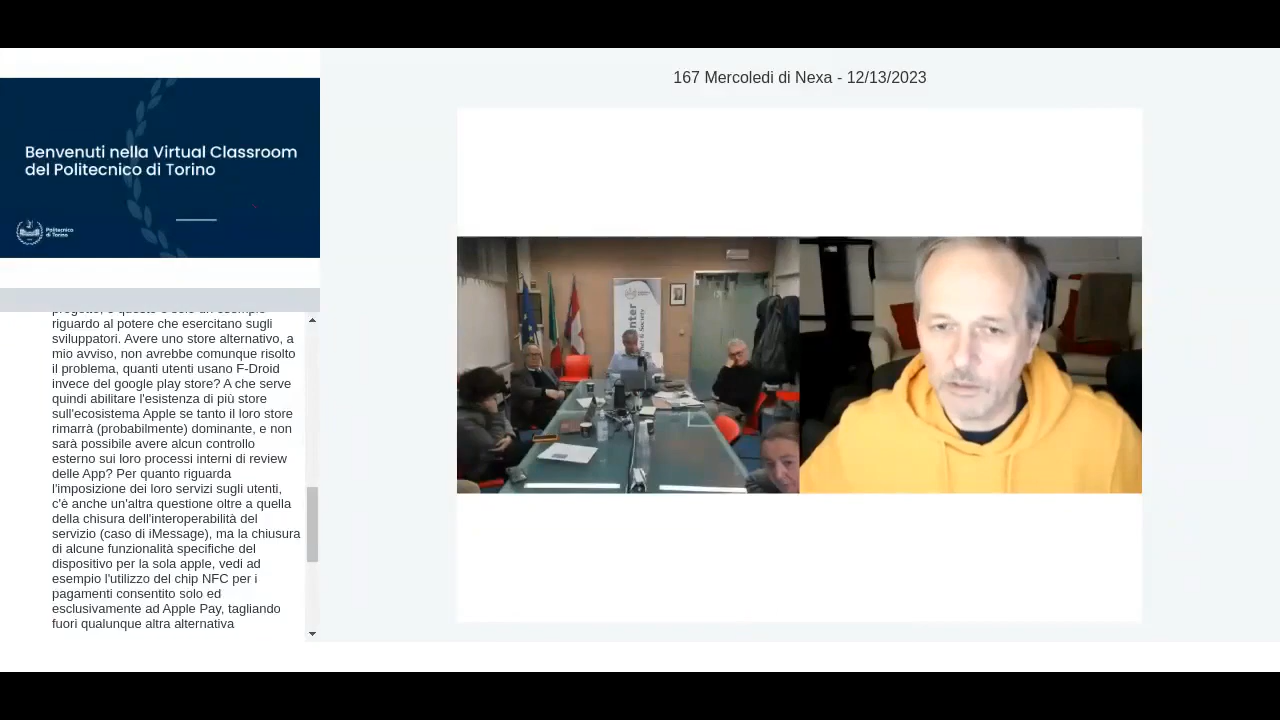 167 Mercoledi di Nexa - 12/13/2023
Benvenuti nella Virtual Classroom
del Politecnico di Torino
Politecnico
di Torino
riguardo al potere che esercitano sugli
sviluppatori. Avere uno store alternativo, a
mio avviso, non avrebbe comunque risolto
il problema, quanti utenti usano F-Droid
invece del google play store? A che serve
quindi abilitare l'esistenza di più store
sull'ecosistema Apple se tanto il loro store
rimarrà (probabilmente) dominante, e non
sarà possibile avere alcun controllo
esterno sui loro processi interni di review
delle App? Per quanto riguarda
l'imposizione dei loro servizi sugli utenti,
c'è anche un'altra questione oltre a quella
della chisura dell'interoperabilità del
servizio (caso di iMessage), ma la chiusura
di alcune funzionalità specifiche del
dispositivo per la sola apple, vedi ad
esempio l'utilizzo del chip NFC per i
pagamenti consentito solo ed
esclusivamente ad Apple Pay, tagliando
fuori qualunque altra alternativa